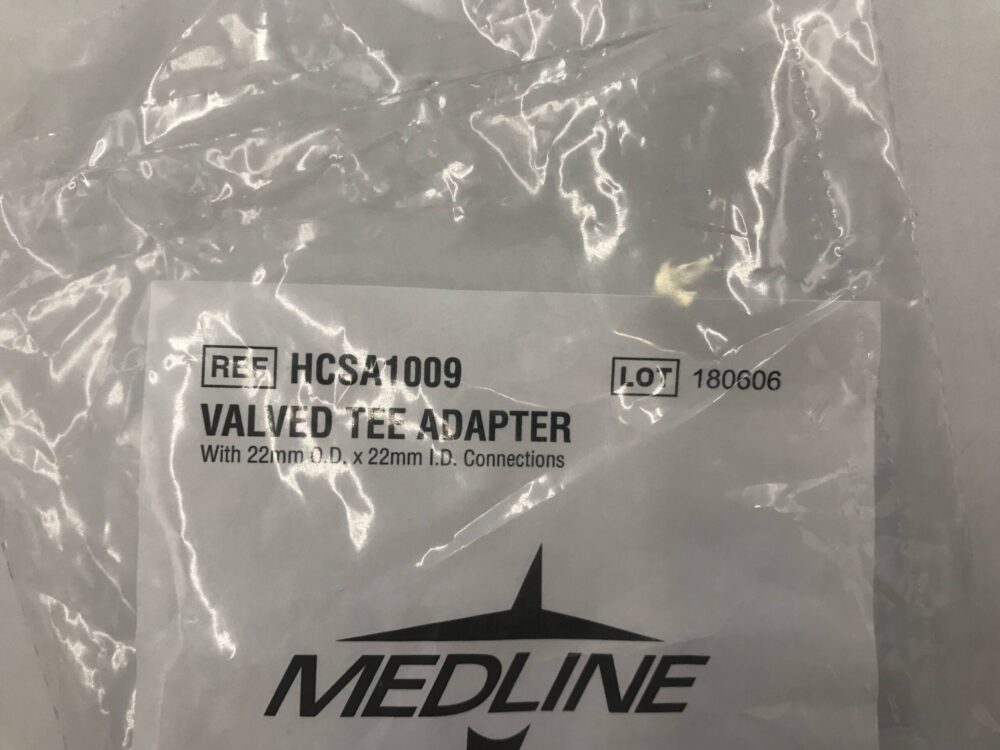 REF HCSA1009
LOT 180606
VALVED TEE ADAPTER
With 22mm O.D. x 22mm I.D. Connections
MEDLINE